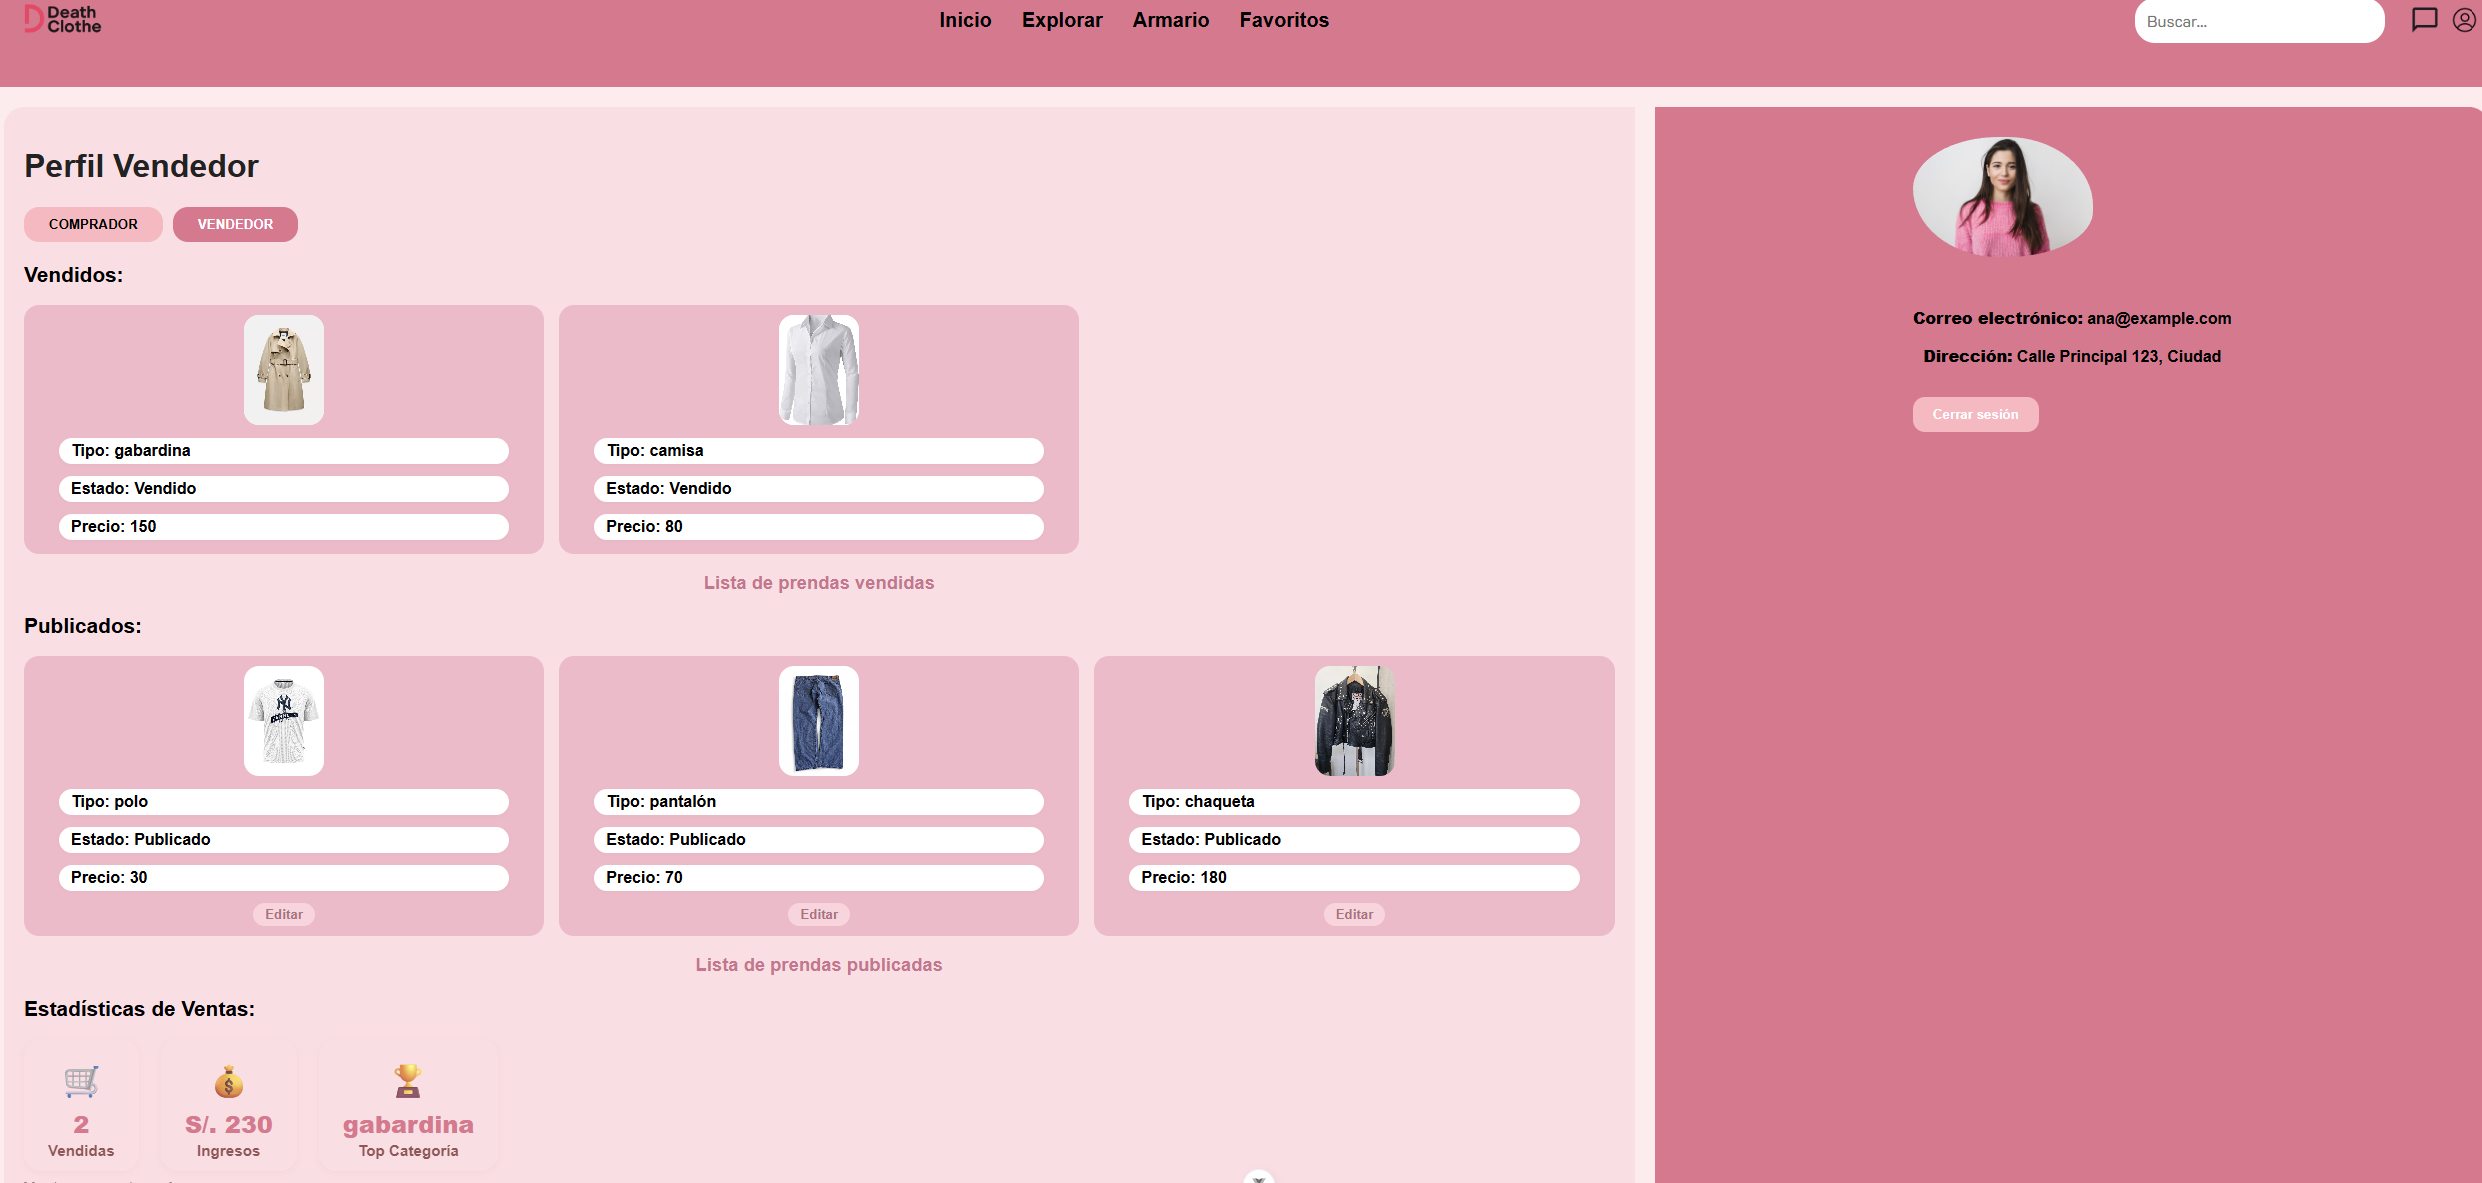 Death
Clothe
Inicio Explorar Armario Favoritos
Buscar...
Perfil Vendedor
COMPRADOR VENDEDOR
Vendidos:
Tipo: gabardina
Estado: Vendido
Precio: 150
Tipo: camisa
Estado: Vendido
Precio: 80
Lista de prendas vendidas
Publicados:
Tipo: polo
Estado: Publicado
Precio: 30
Editar
Tipo: pantalón
Estado: Publicado
Precio: 70
Editar
Tipo: chaqueta
Estado: Publicado
Precio: 180
Editar
Lista de prendas publicadas
Estadísticas de Ventas:
2
Vendidas
S/. 230
Ingresos
gabardina
Top Categoría
Correo electrónico: ana@example.com
Dirección: Calle Principal 123, Ciudad
Cerrar sesión